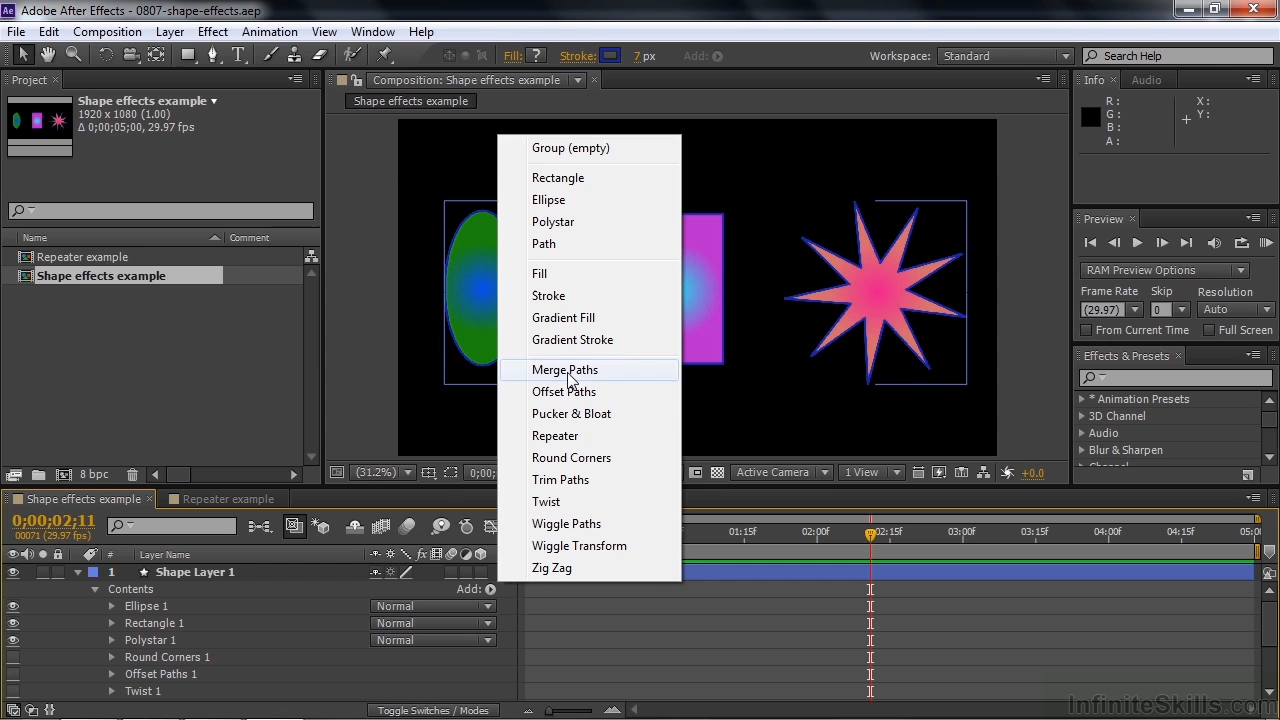 Adobe After Effects - 0807-shape-effects.aep
File Edit Composition Layer Effect Animation View Window Help
Fill: ? Stroke: 7 px Add: Workspace: Standard Search Help
Project
Composition: Shape effects example
Info Audio
Shape effects example
1920 x 1080 (1.00)
Δ 0;00;05;00, 29.97 fps
Shape effects example
R: X:
G: Y:
B:
A:
Group (empty)
Rectangle
Ellipse
Polystar
Path
Fill
Stroke
Gradient Fill
Gradient Stroke
Merge Paths
Offset Paths
Pucker & Bloat
Repeater
Round Corners
Trim Paths
Twist
Wiggle Paths
Wiggle Transform
Zig Zag
Name Comment
Repeater example
Shape effects example
8 bpc
Preview
RAM Preview Options
Frame Rate Skip Resolution
(29.97) 0 Auto
From Current Time Full Screen
Effects & Presets
* Animation Presets
3D Channel
Audio
Blur & Sharpen
(31.2%) 0;00; Active Camera 1 View +0.0
Shape effects example Repeater example
0;00;02;11
00071 (29.97 fps)
01:15f 02:00f 02:15f 03:00f 03:15f 04:00f 04:15f 05:00
# Layer Name
1 Shape Layer 1
Contents Add:
Ellipse 1 Normal
Rectangle 1 Normal
Polystar 1 Normal
Round Corners 1
Offset Paths 1
Twist 1
Toggle Switches / Modes
InfiniteSkills.com